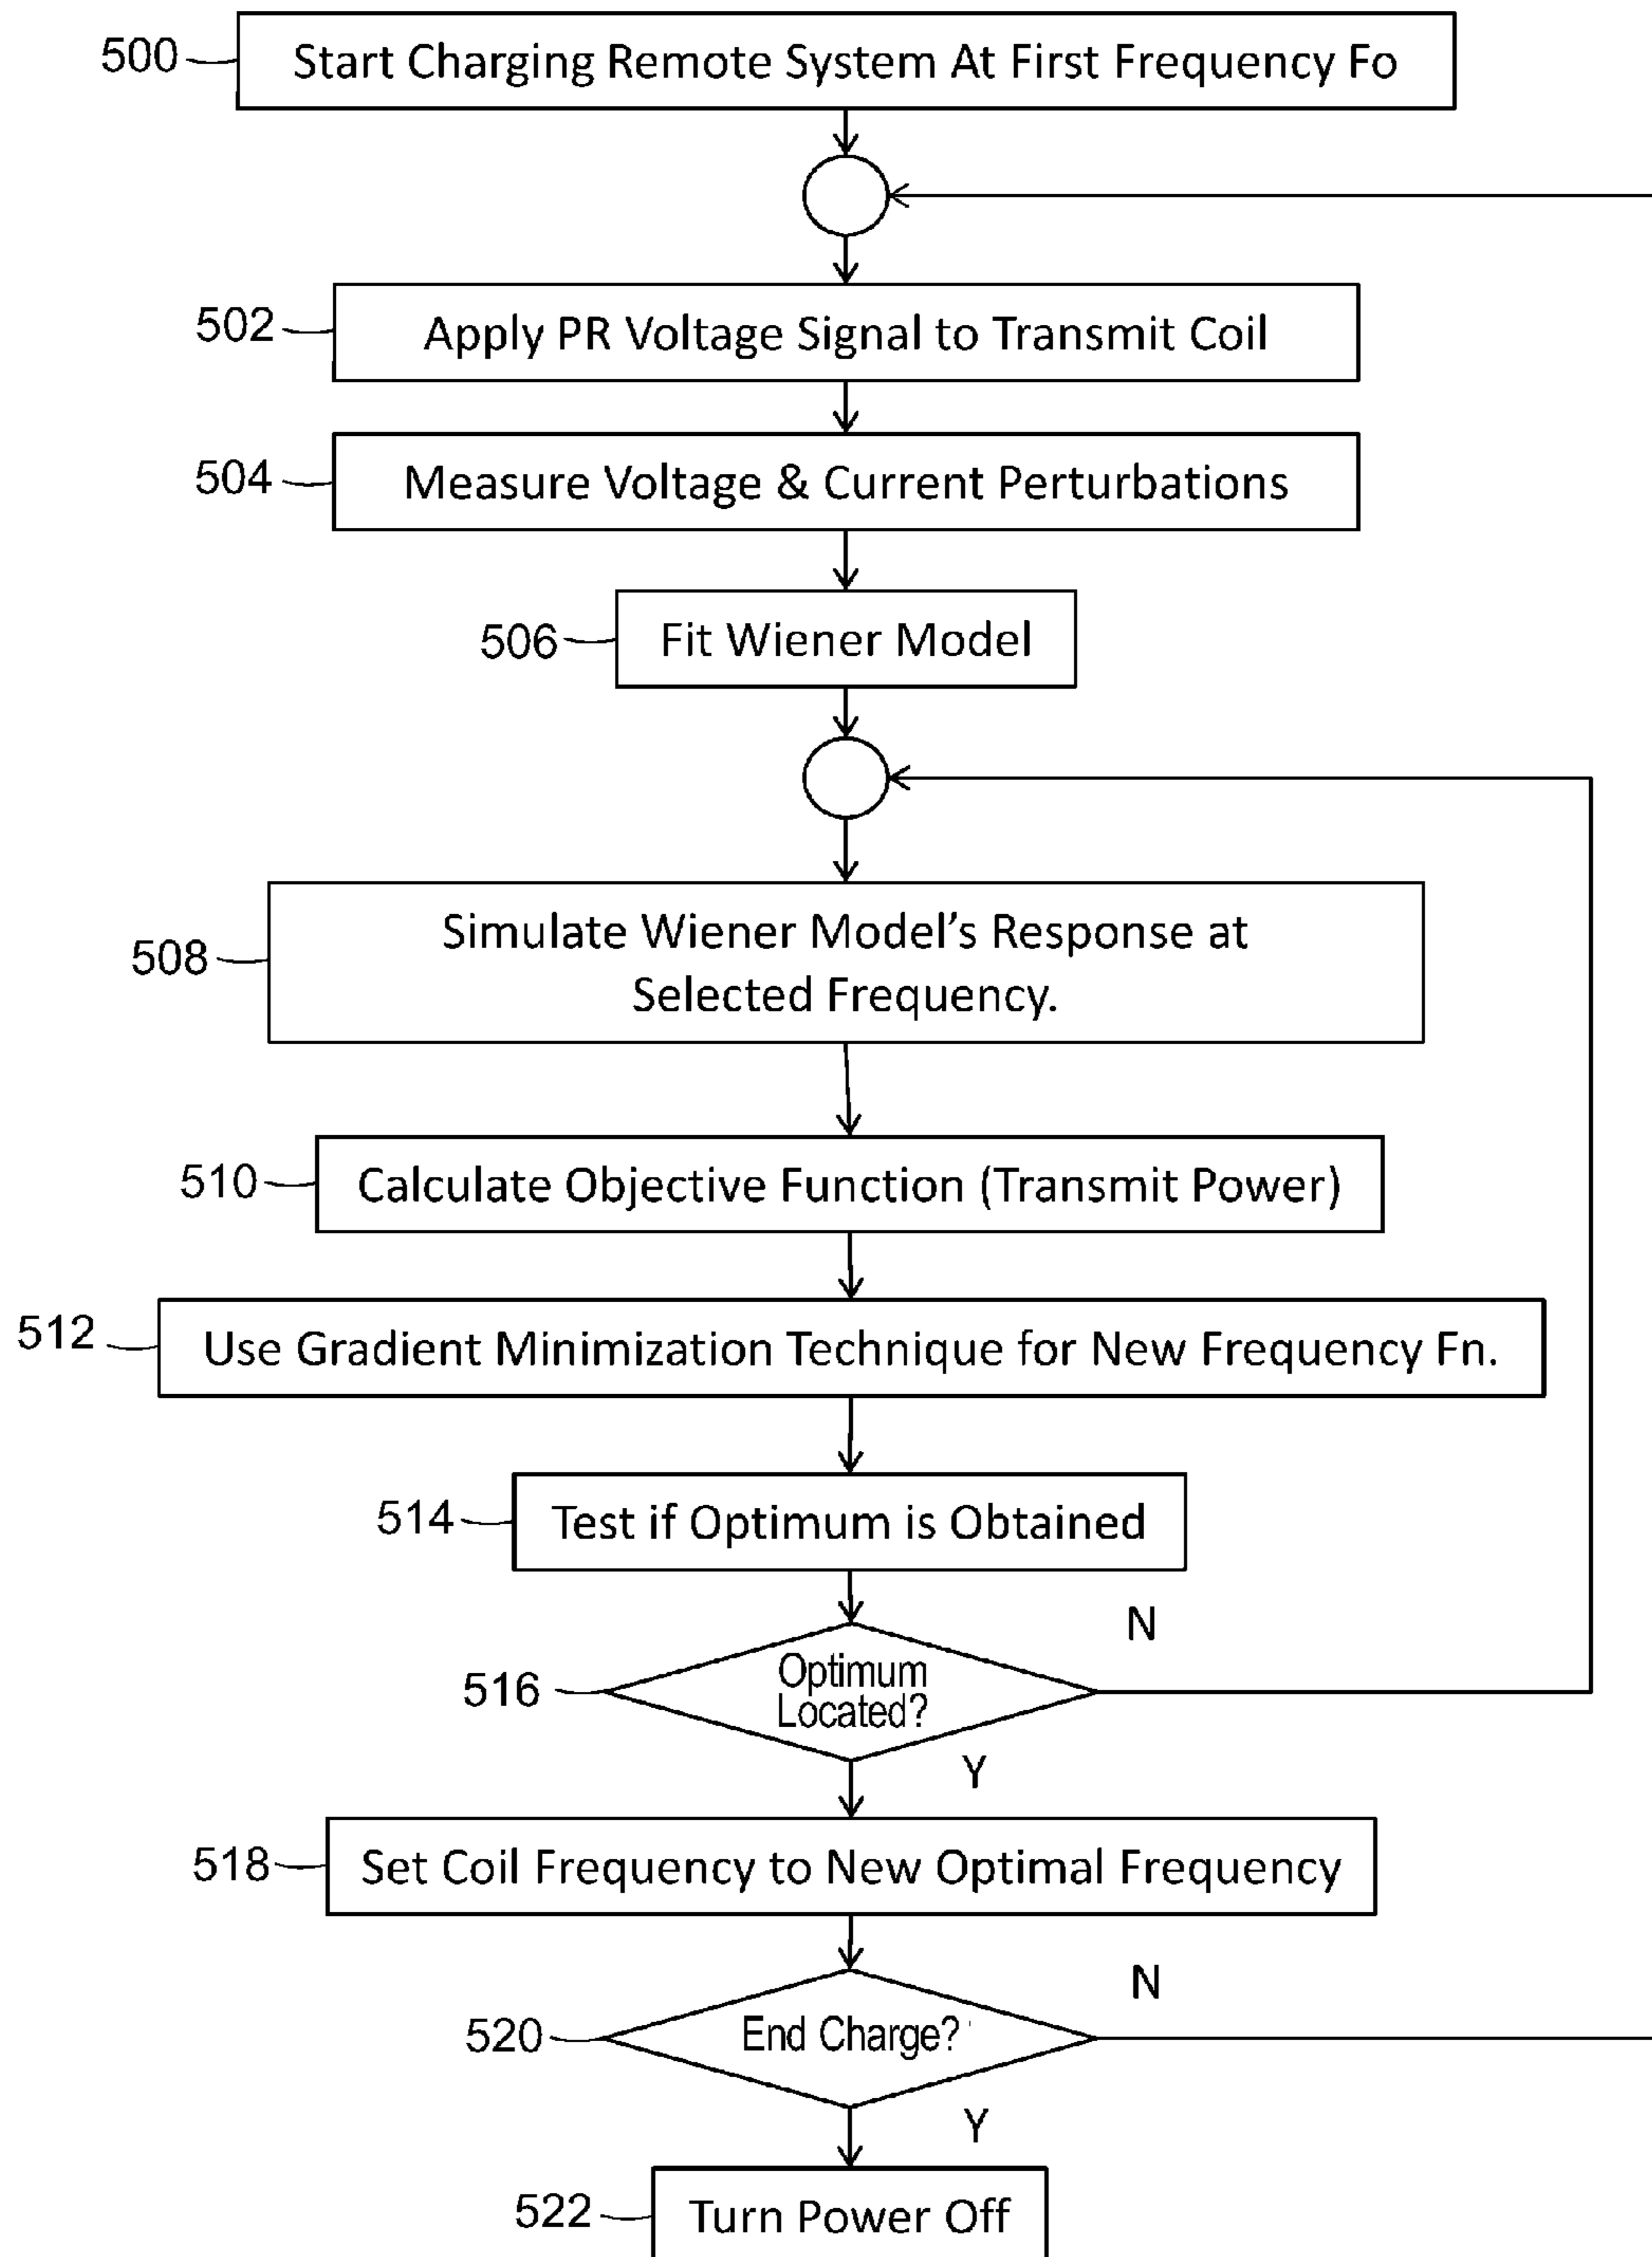 500 Start Charging Remote System At First Frequency Fo
502 Apply PR Voltage Signal to Transmit Coil
504 Measure Voltage & Current Perturbations
506 Fit Wiener Model
508 Simulate Wiener Model's Response at
Selected Frequency.
510 Calculate Objective Function (Transmit Power)
512 Use Gradient Minimization Technique for New Frequency Fn.
514 Test if Optimum is Obtained
N
516 Optimum
Located?
Y
518 Set Coil Frequency to New Optimal Frequency
N
520 End Charge?
Y
522 Turn Power Off